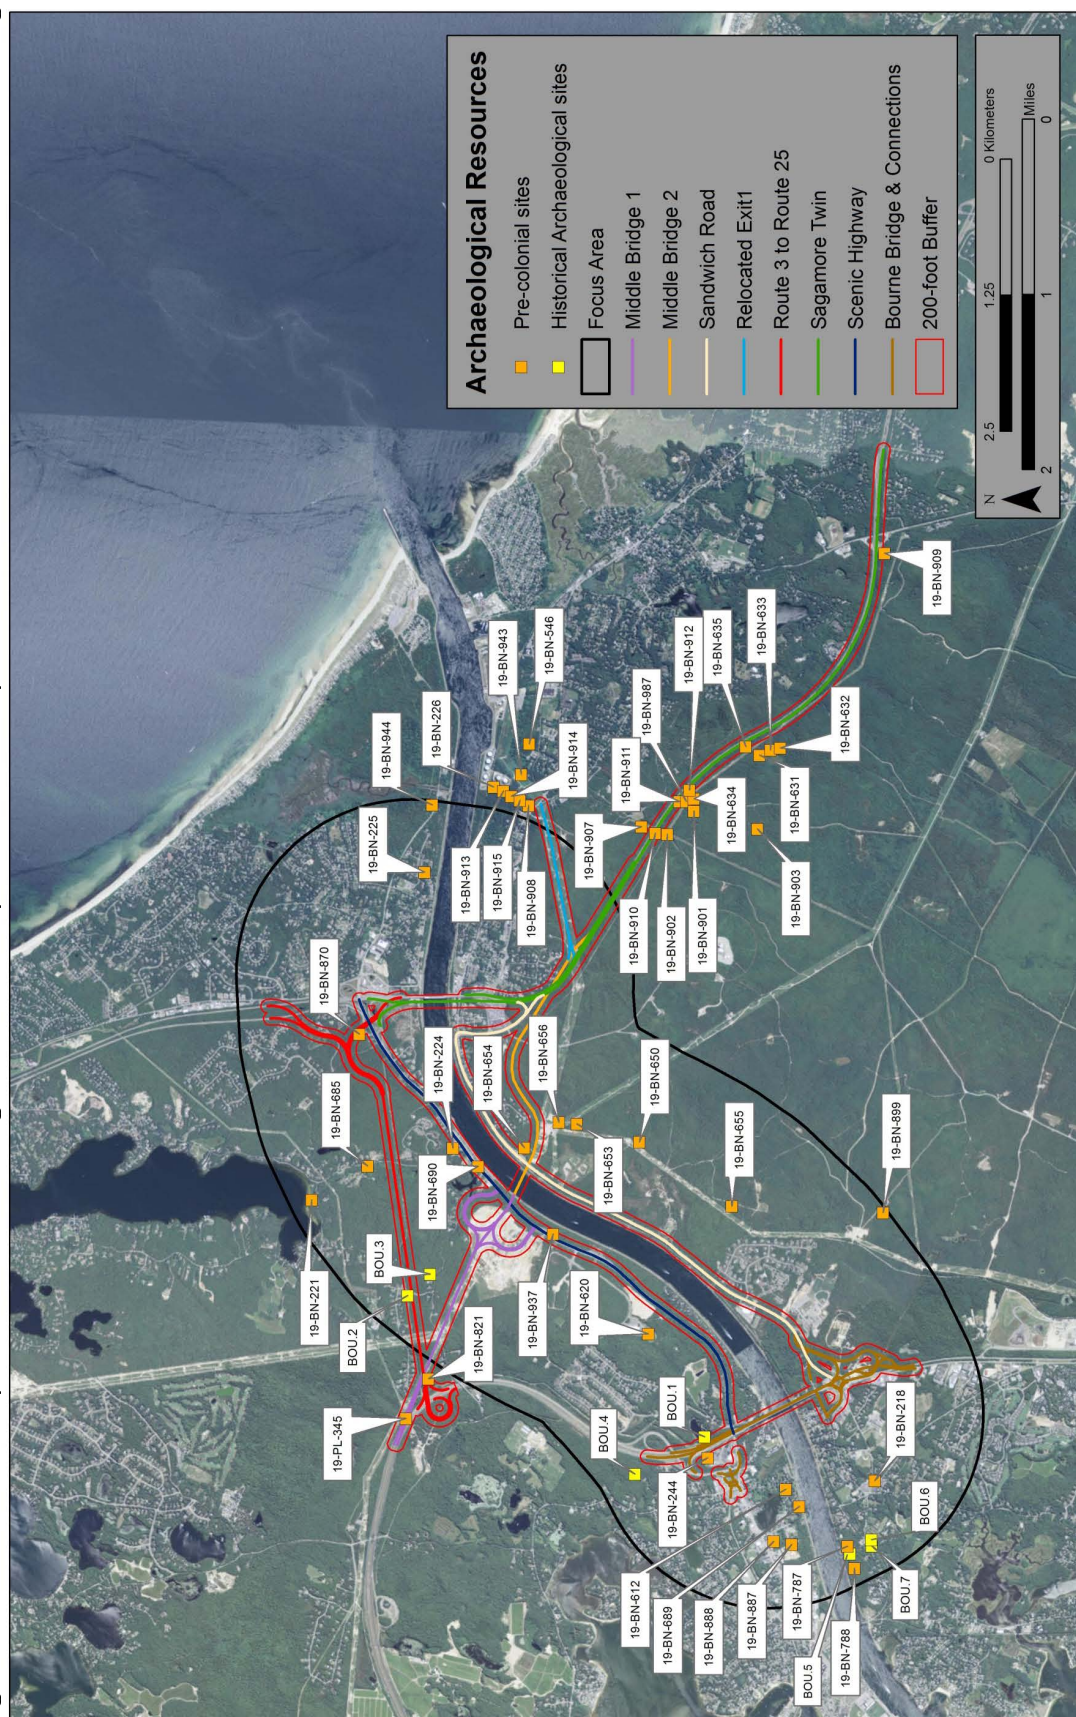 19-BN-221
19-BN-685
19-BN-870
BOU.2
BOU.3
19-PL-345
19-BN-821
19-BN-690
19-BN-224
19-BN-654
19-BN-225
19-BN-944
19-BN-226
19-BN-913
19-BN-943
19-BN-915
19-BN-546
19-BN-914
19-BN-908
19-BN-937
19-BN-620
19-BN-656
19-BN-653
19-BN-650
19-BN-907
19-BN-911
19-BN-987
19-BN-912
19-BN-910
19-BN-902
19-BN-901
19-BN-634
19-BN-635
19-BN-633
19-BN-631
19-BN-632
19-BN-903
19-BN-909
BOU.4
BOU.1
19-BN-244
19-BN-655
19-BN-899
19-BN-612
19-BN-689
19-BN-888
19-BN-887
19-BN-787
BOU.5
19-BN-788
19-BN-218
BOU.6
BOU.7
Archaeological Resources
Pre-colonial sites
Historical Archaeological sites
Focus Area
Middle Bridge 1
Middle Bridge 2
Sandwich Road
Relocated Exit1
Route 3 to Route 25
Sagamore Twin
Scenic Highway
Bourne Bridge & Connections
200-foot Buffer
N
2.5 1.25 0 Kilometers
2 1 0 Miles